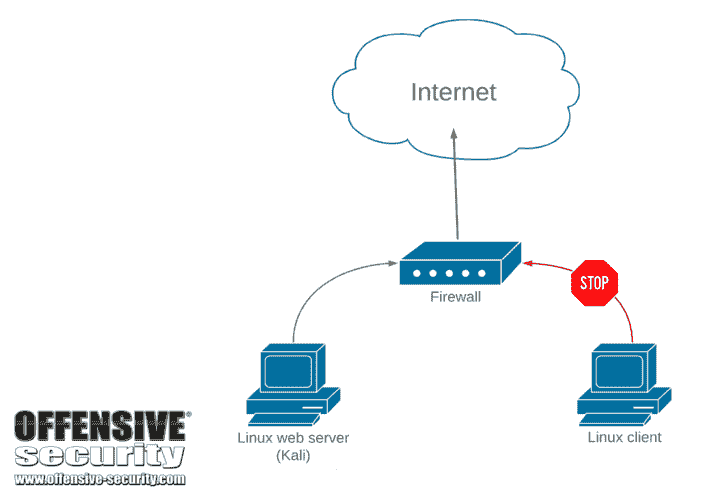 Internet
STOP
Firewall
Linux web server
(Kali)
Linux client
OFFENSIVE®
security
www.offensive-security.com